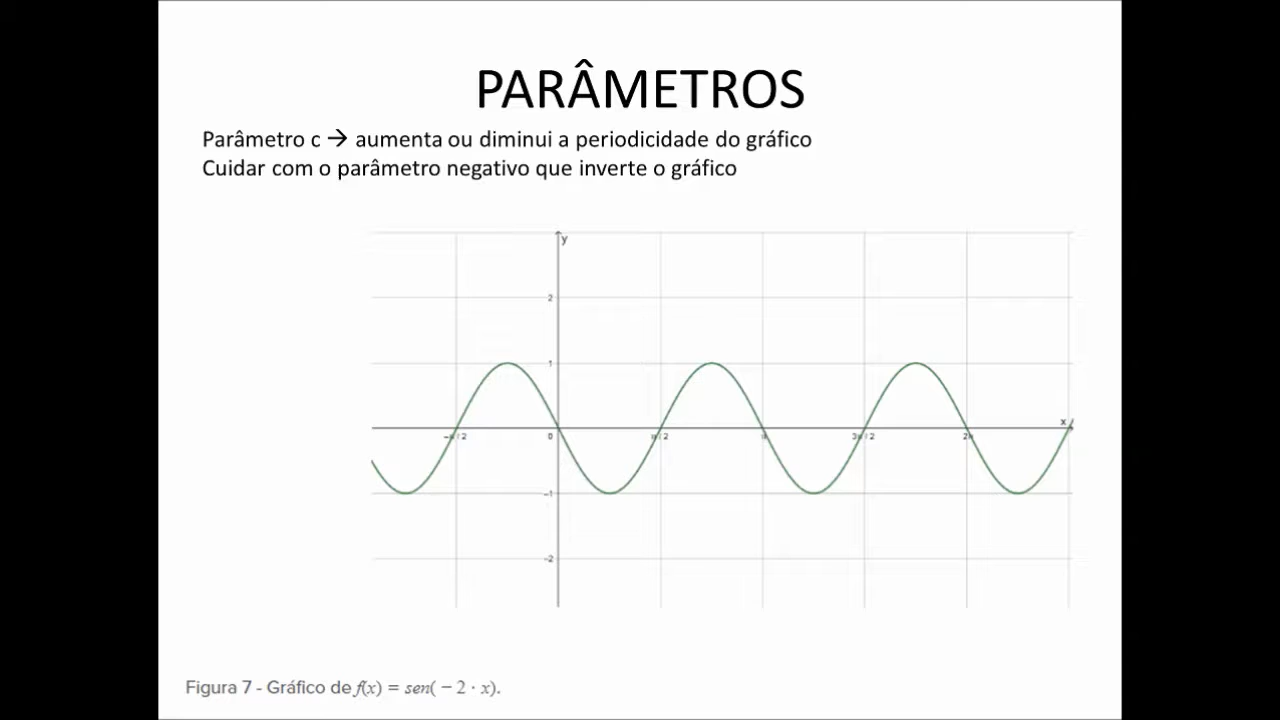 PARÂMETROS
Parâmetro c → aumenta ou diminui a periodicidade do gráfico
Cuidar com o parâmetro negativo que inverte o gráfico
y
2
1
x
0
2π
-1
-2
Figura 7 - Gráfico de f(x) = sen( − 2 · x).